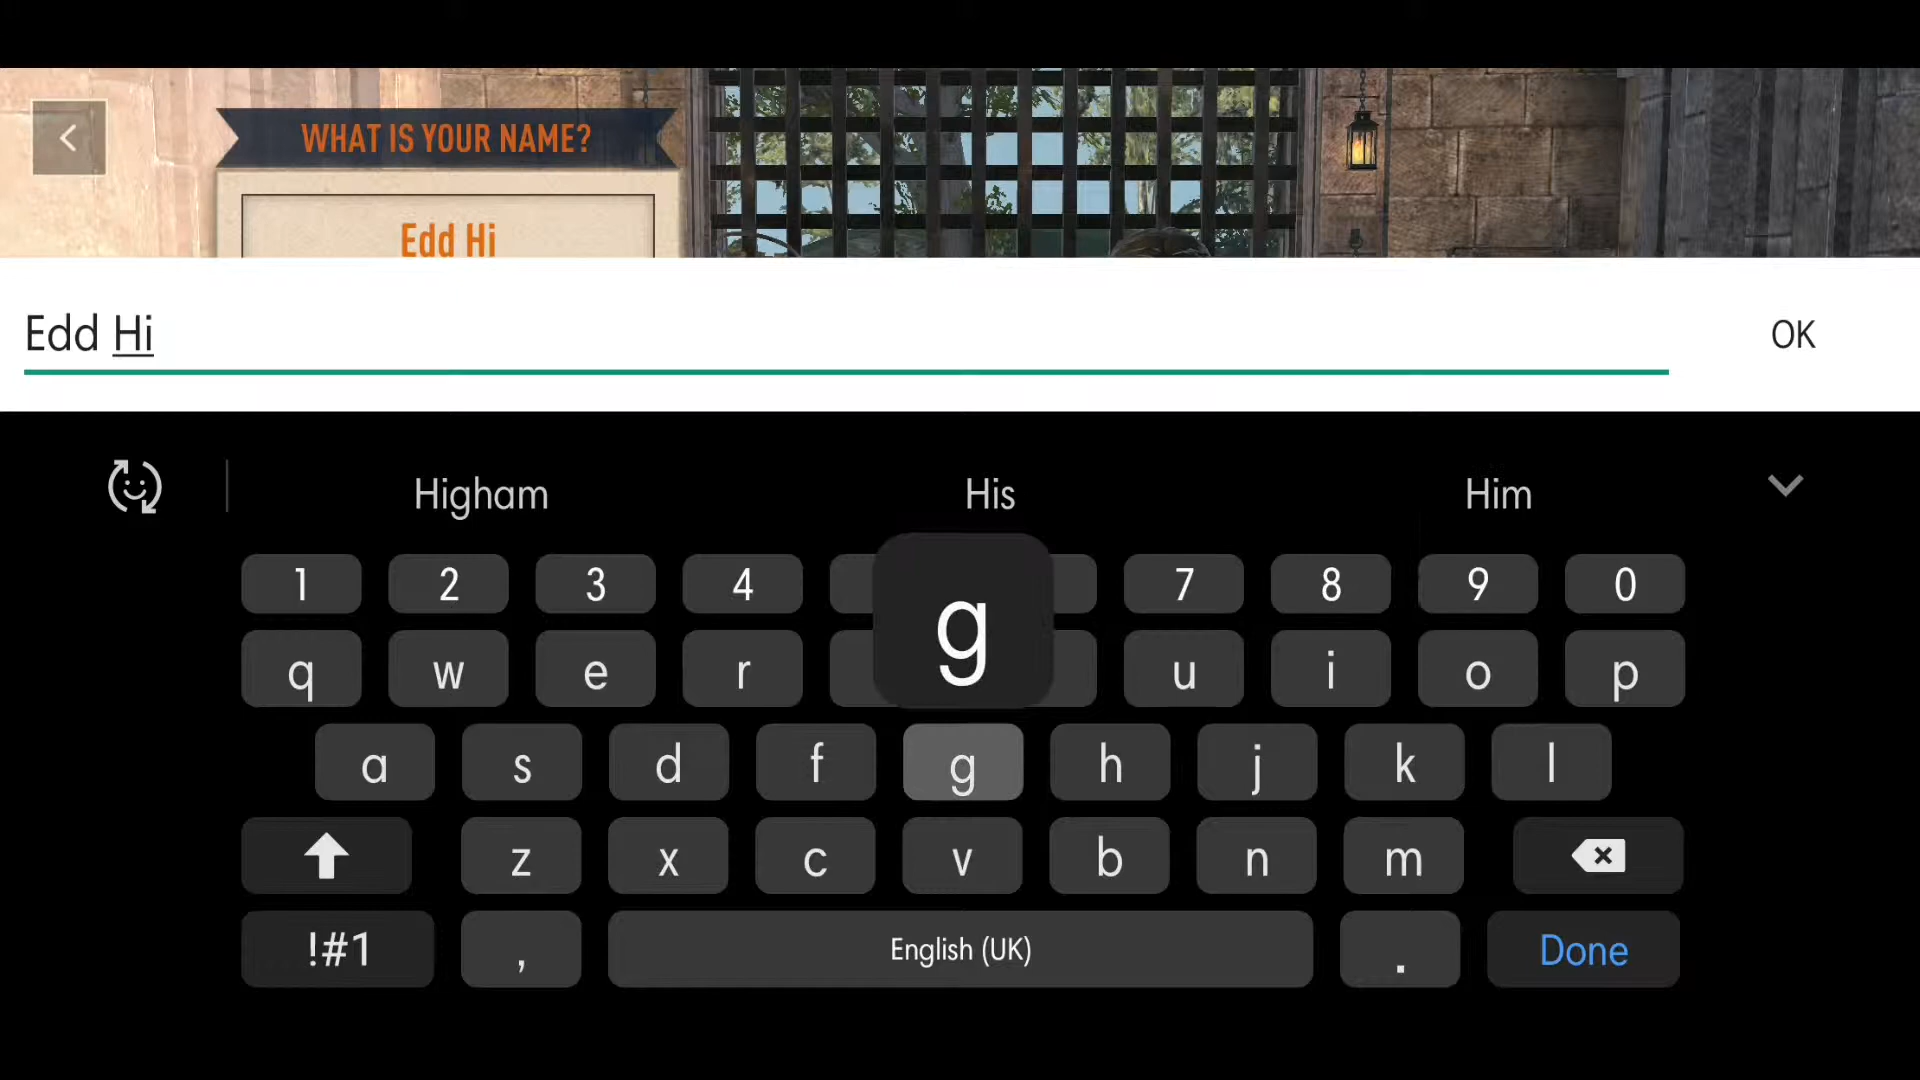 WHAT IS YOUR NAME?
Edd Hi
Edd Hi
OK
Higham His Him
1 2 3 4 7 8 9 0
g
q w e r u i o p
a s d f g h j k l
z x c v b n m
!#1 , English (UK) . Done